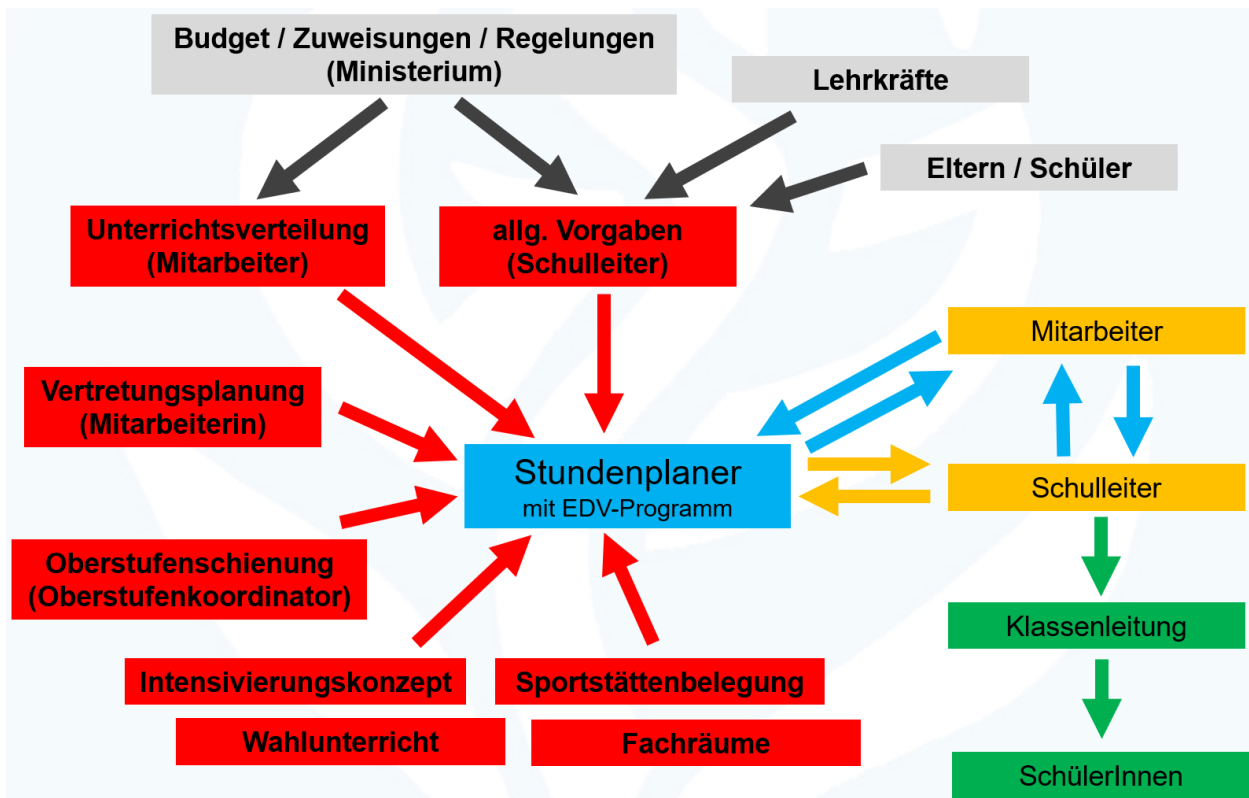 Budget / Zuweisungen / Regelungen
(Ministerium)
Lehrkräfte
Eltern / Schüler
Unterrichtsverteilung
(Mitarbeiter)
allg. Vorgaben
(Schulleiter)
Mitarbeiter
Vertretungsplanung
(Mitarbeiterin)
Stundenplaner
mit EDV-Programm
Schulleiter
Oberstufenschienung
(Oberstufenkoordinator)
Klassenleitung
Intensivierungskonzept
Sportstättenbelegung
Wahlunterricht
Fachräume
SchülerInnen